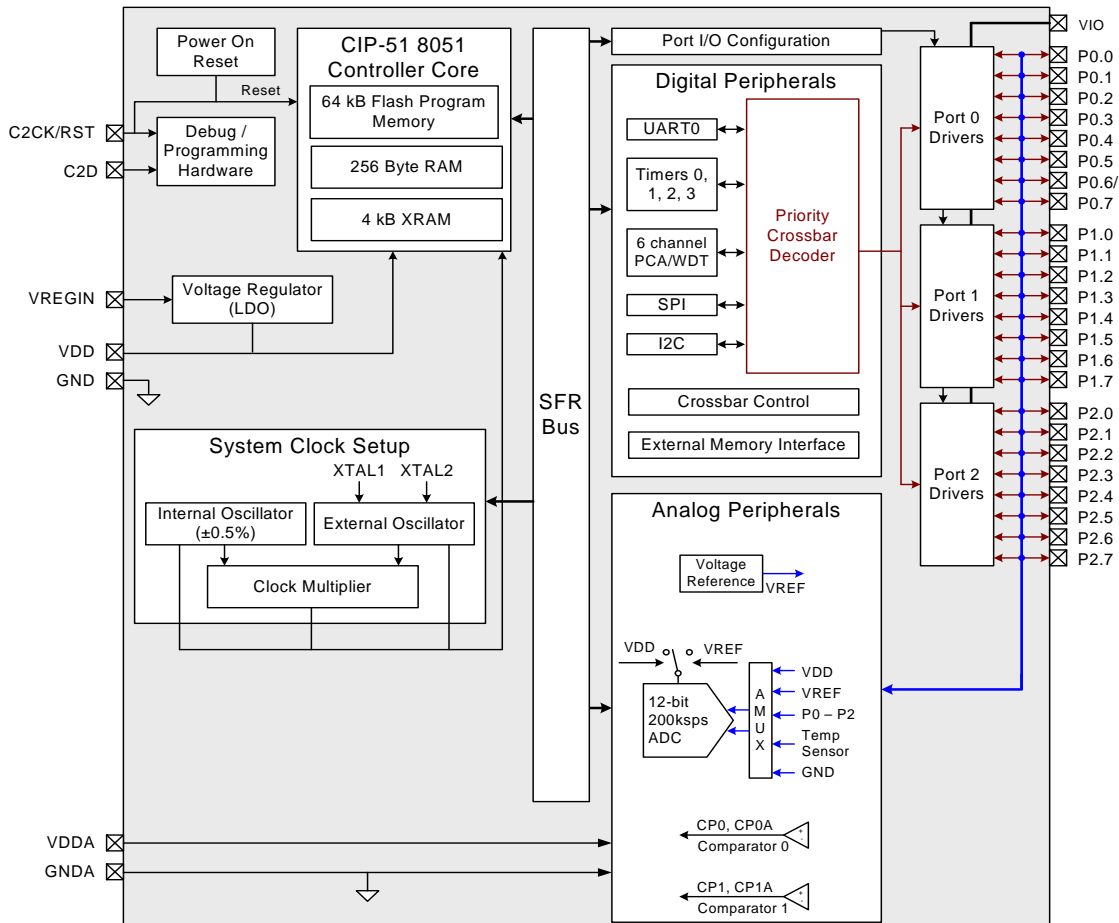 VIO
Power On
Reset
Reset
C2CK/RST
Debug /
Programming
Hardware
C2D
CIP-51 8051
Controller Core
64 kB Flash Program
Memory
256 Byte RAM
4 kB XRAM
VREGIN
Voltage Regulator
(LDO)
VDD
GND
System Clock Setup
XTAL1
XTAL2
Internal Oscillator
(±0.5%)
External Oscillator
Clock Multiplier
VDDA
GNDA
SFR
Bus
Port I/O Configuration
Digital Peripherals
UART0
Timers 0,
1, 2, 3
6 channel
PCA/WDT
SPI
I2C
Priority
Crossbar
Decoder
Crossbar Control
External Memory Interface
Analog Peripherals
Voltage
Reference
VREF
VDD
VREF
12-bit
200ksps
ADC
A
M
U
X
VDD
VREF
P0 – P2
Temp
Sensor
GND
CP0, CP0A
+
-
Comparator 0
CP1, CP1A
+
-
Comparator 1
Port 0
Drivers
Port 1
Drivers
Port 2
Drivers
P0.0
P0.1
P0.2
P0.3
P0.4
P0.5
P0.6/
P0.7
P1.0
P1.1
P1.2
P1.3
P1.4
P1.5
P1.6
P1.7
P2.0
P2.1
P2.2
P2.3
P2.4
P2.5
P2.6
P2.7